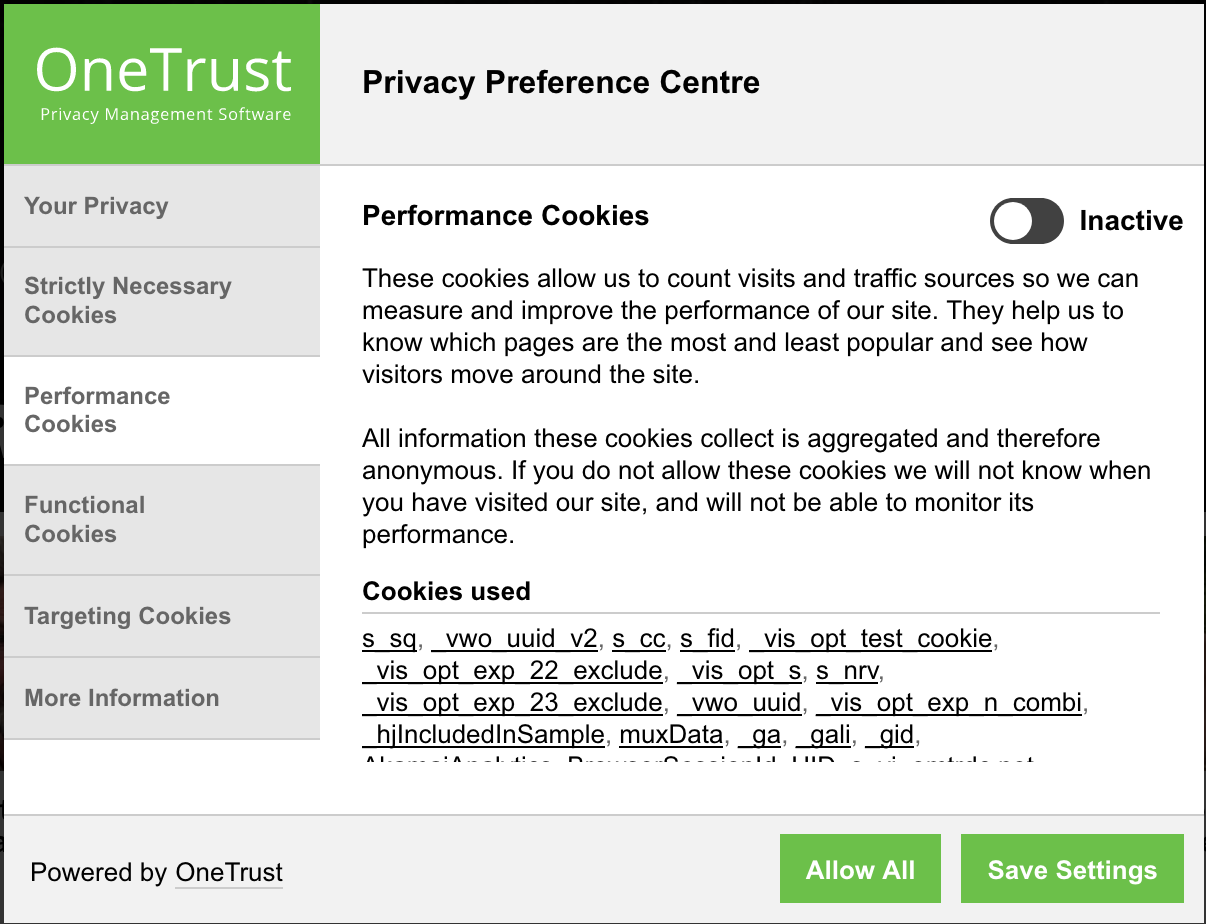 OneTrust
Privacy Management Software
Privacy Preference Centre
Your Privacy
Strictly Necessary
Cookies
Performance
Cookies
Functional
Cookies
Targeting Cookies
More Information
Performance Cookies
Inactive
These cookies allow us to count visits and traffic sources so we can
measure and improve the performance of our site. They help us to
know which pages are the most and least popular and see how
visitors move around the site.
All information these cookies collect is aggregated and therefore
anonymous. If you do not allow these cookies we will not know when
you have visited our site, and will not be able to monitor its
performance.
Cookies used
s_sq, _vwo_uuid_v2, s_cc, s_fid, _vis_opt_test_cookie,
_vis_opt_exp_22_exclude, _vis_opt_s, s_nrv,
_vis_opt_exp_23_exclude, _vwo_uuid, _vis_opt_exp_n_combi,
_hjIncludedInSample, muxData, _ga, _gali, _gid,
Powered by OneTrust
Allow All
Save Settings